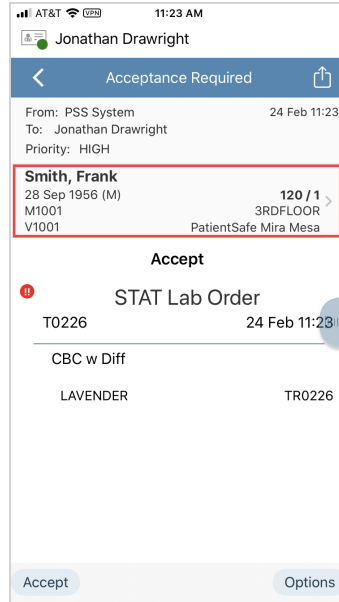 AT&T VPN 11:23 AM
Jonathan Drawright
Acceptance Required
From: PSS System 24 Feb 11:23
To: Jonathan Drawright
Priority: HIGH
Smith, Frank
28 Sep 1956 (M) 120 / 1
M1001 3RDFLOOR
V1001 PatientSafe Mira Mesa
Accept
!! STAT Lab Order
T0226 24 Feb 11:23
CBC w Diff
LAVENDER TR0226
Accept Options